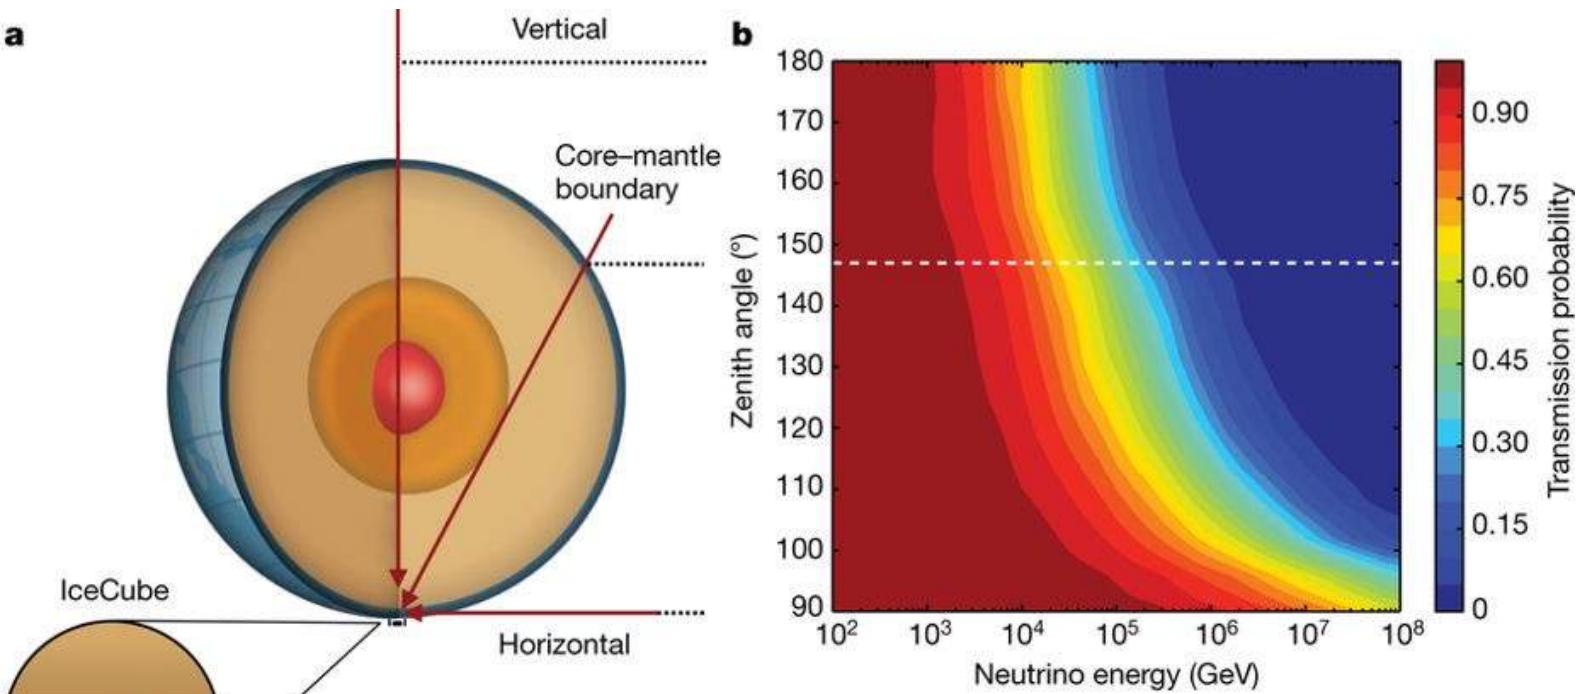 a
Vertical
Core–mantle
boundary
IceCube
Horizontal
b
Zenith angle (°)
180
170
160
150
140
130
120
110
100
90
10²
10³
10⁴
10⁵
10⁶
10⁷
10⁸
Neutrino energy (GeV)
0.90
0.75
0.60
0.45
0.30
0.15
0
Transmission probability